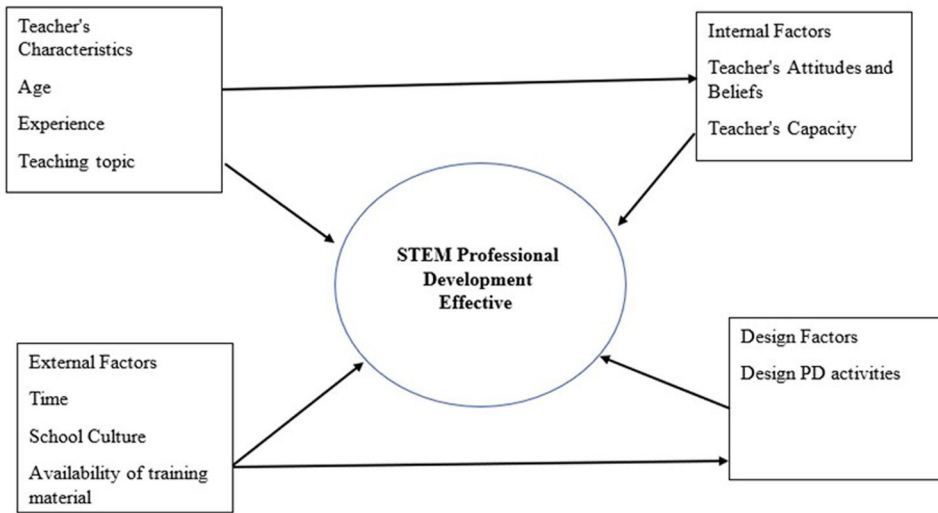 Teacher's
Characteristics
Age
Experience
Teaching topic
Internal Factors
Teacher's Attitudes and
Beliefs
Teacher's Capacity
STEM Professional
Development
Effective
External Factors
Time
School Culture
Availability of training
material
Design Factors
Design PD activities